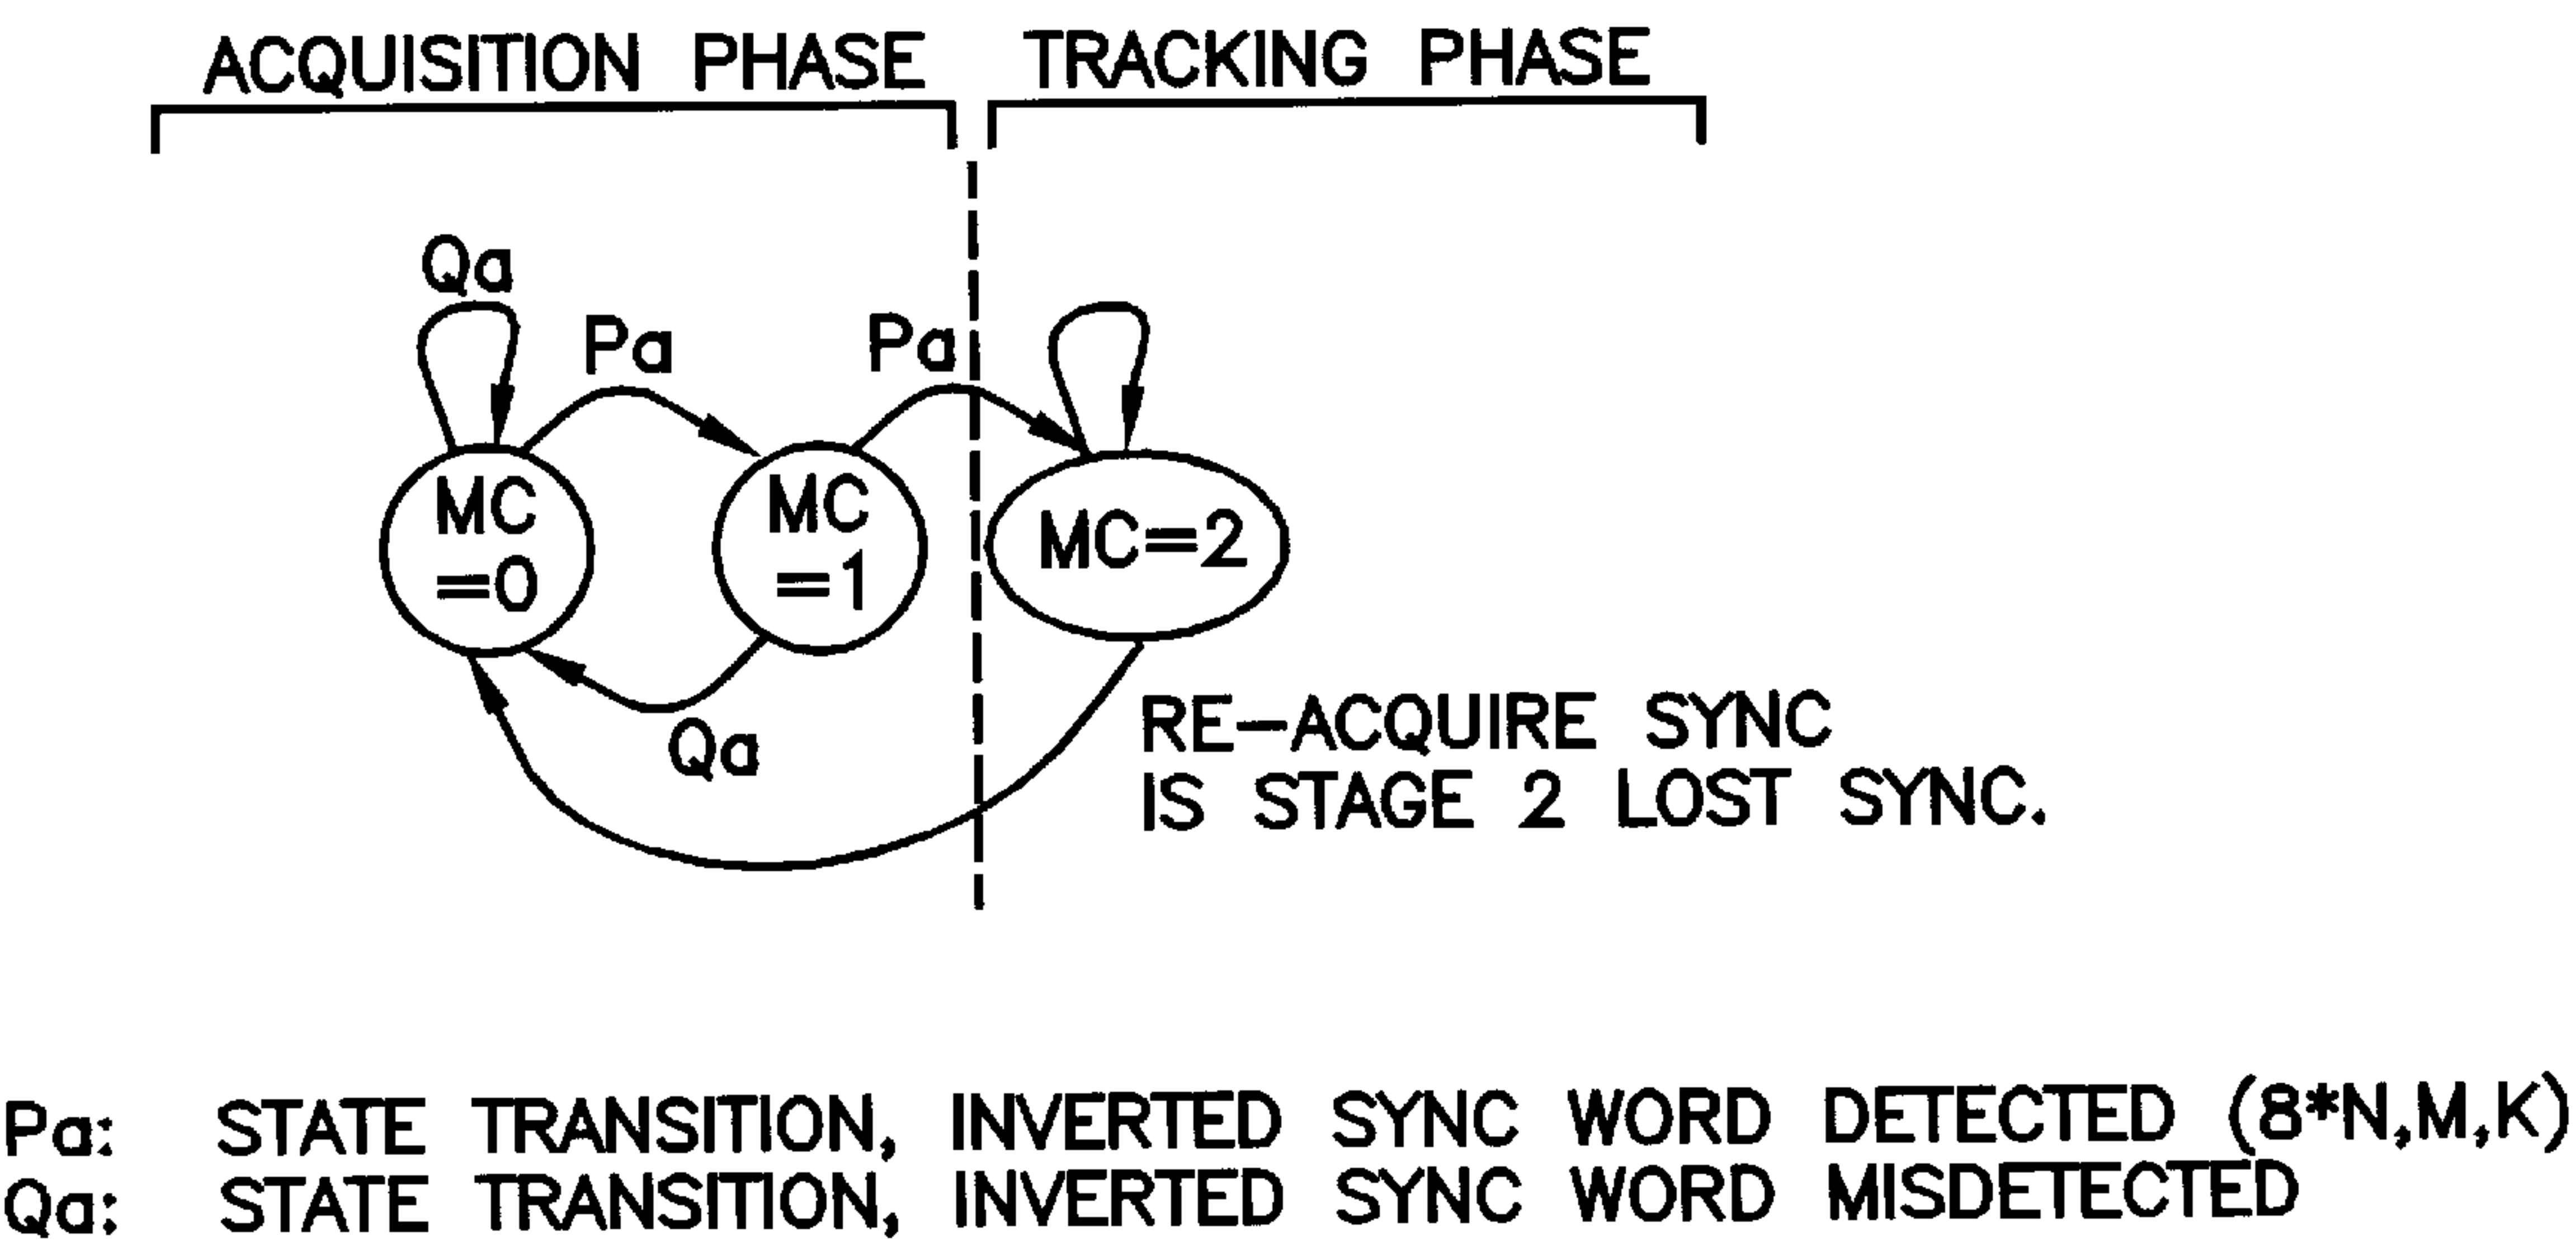 ACQUISITION PHASE
TRACKING PHASE
Qa
Pa
Pa
MC
=0
MC
=1
MC=2
Qa
RE-ACQUIRE SYNC
IS STAGE 2 LOST SYNC.
Pa: STATE TRANSITION, INVERTED SYNC WORD DETECTED (8*N,M,K)
Qa: STATE TRANSITION, INVERTED SYNC WORD MISDETECTED